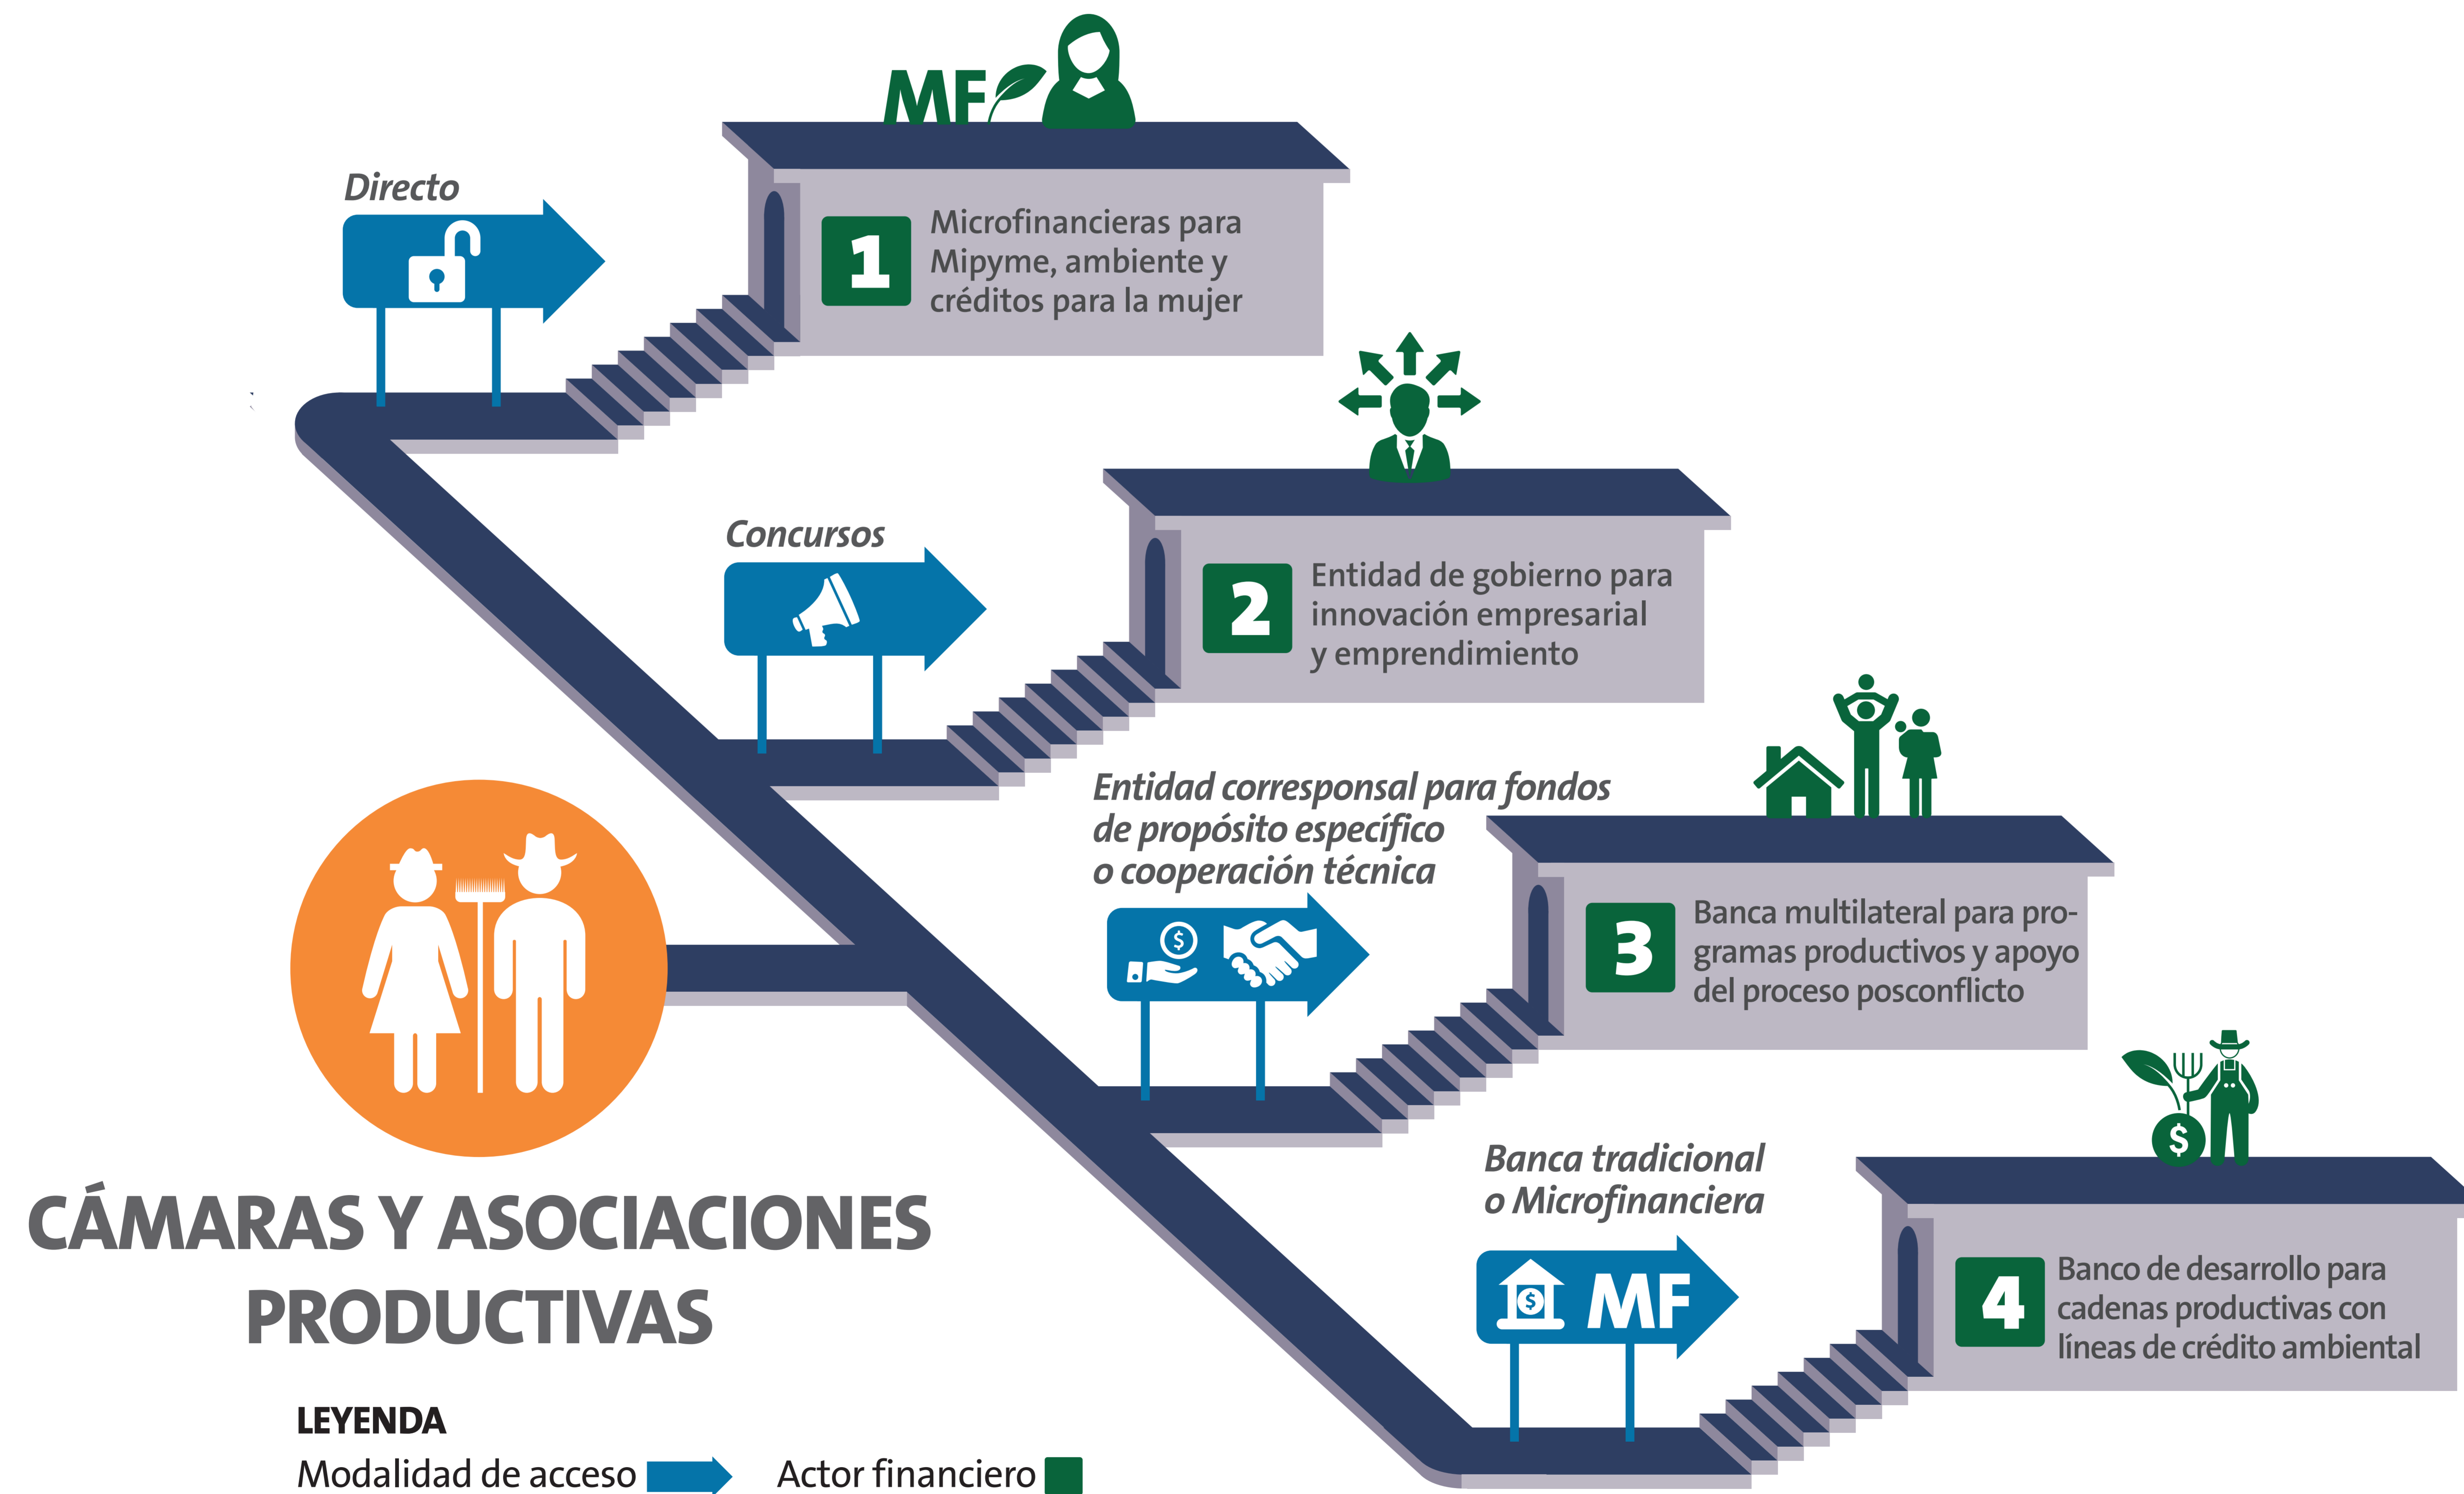 MF
Directo
1
Microfinancieras para
Mipyme, ambiente y
créditos para la mujer
Concursos
2
Entidad de gobierno para
innovación empresarial
y emprendimiento
Entidad corresponsal para fondos
de propósito específico
o cooperación técnica
$
3
Banca multilateral para pro-
gramas productivos y apoyo
del proceso posconflicto
$
Banca tradicional
o Microfinanciera
$ MF
4
Banco de desarrollo para
cadenas productivas con
líneas de crédito ambiental
CÁMARAS Y ASOCIACIONES
PRODUCTIVAS
LEYENDA
Modalidad de acceso
Actor financiero